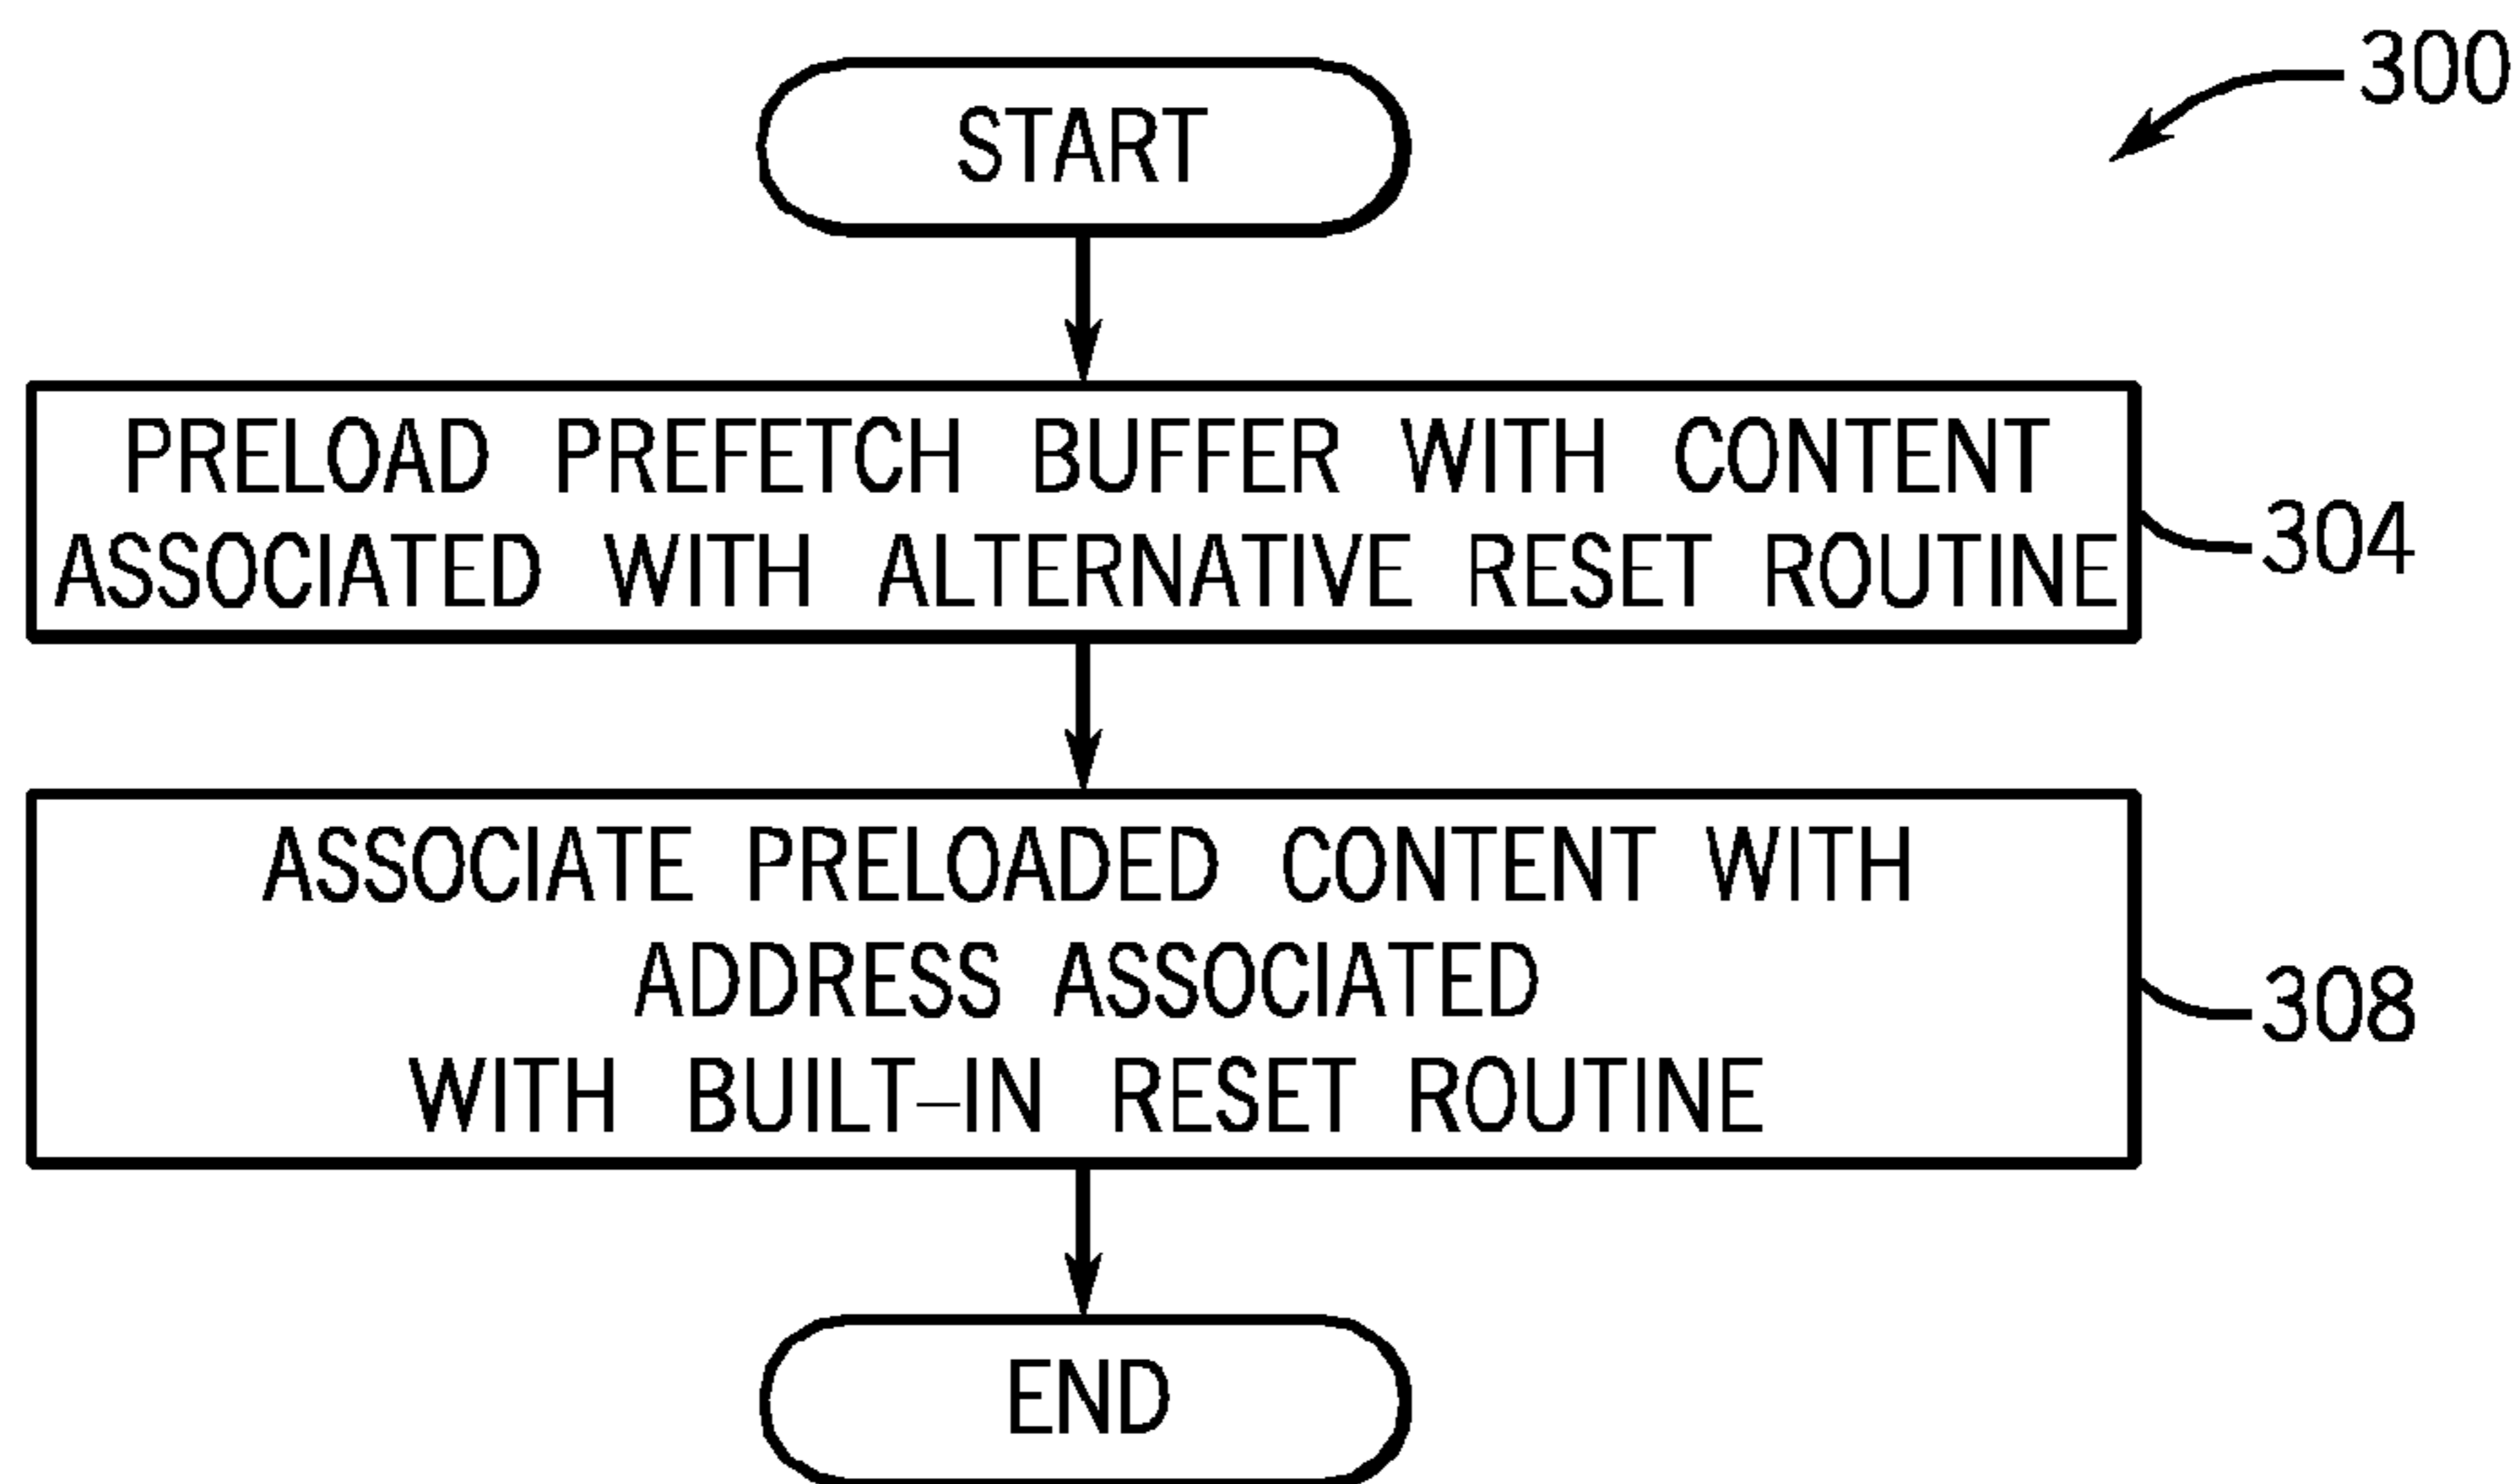 300
START
PRELOAD PREFETCH BUFFER WITH CONTENT
ASSOCIATED WITH ALTERNATIVE RESET ROUTINE
304
ASSOCIATE PRELOADED CONTENT WITH
ADDRESS ASSOCIATED
WITH BUILT–IN RESET ROUTINE
308
END